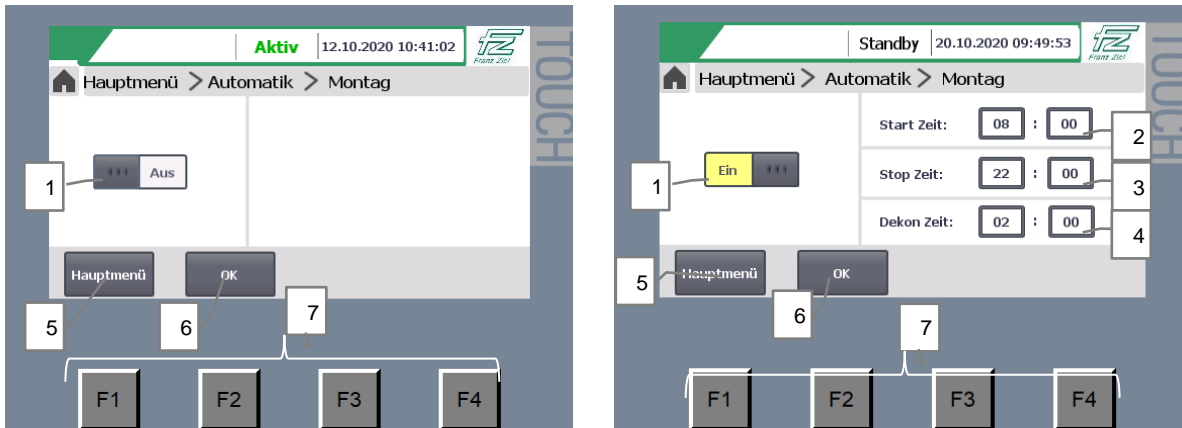 Aktiv 12.10.2020 10:41:02
Franz Ziel
Hauptmenü > Automatik > Montag
TOUCH
1
Aus
Hauptmenü OK
5
6
7
F1 F2 F3 F4
Standby 20.10.2020 09:49:53
Franz Ziel
Hauptmenü > Automatik > Montag
TOUCH
Start Zeit: 08 : 00
2
1
Ein
Stop Zeit: 22 : 00
3
Dekon Zeit: 02 : 00
4
Hauptmenü OK
5
6
7
F1 F2 F3 F4